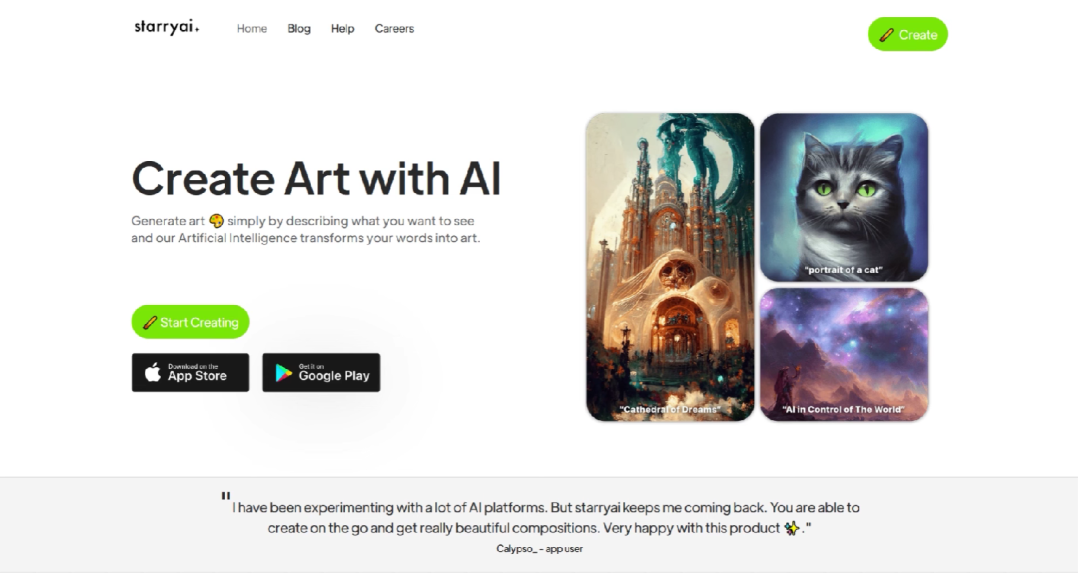 starryai
Home Blog Help Careers
Create
Create Art with AI
Generate art 🎨 simply by describing what you want to see
and our Artificial Intelligence transforms your words into art.
Start Creating
Download on the
App Store
Get it on
Google Play
"portrait of a cat"
"Cathedral of Dreams"
"AI in Control of The World"
"I have been experimenting with a lot of AI platforms. But starryai keeps me coming back. You are able to
create on the go and get really beautiful compositions. Very happy with this product ✨."
Calypso_ - app user